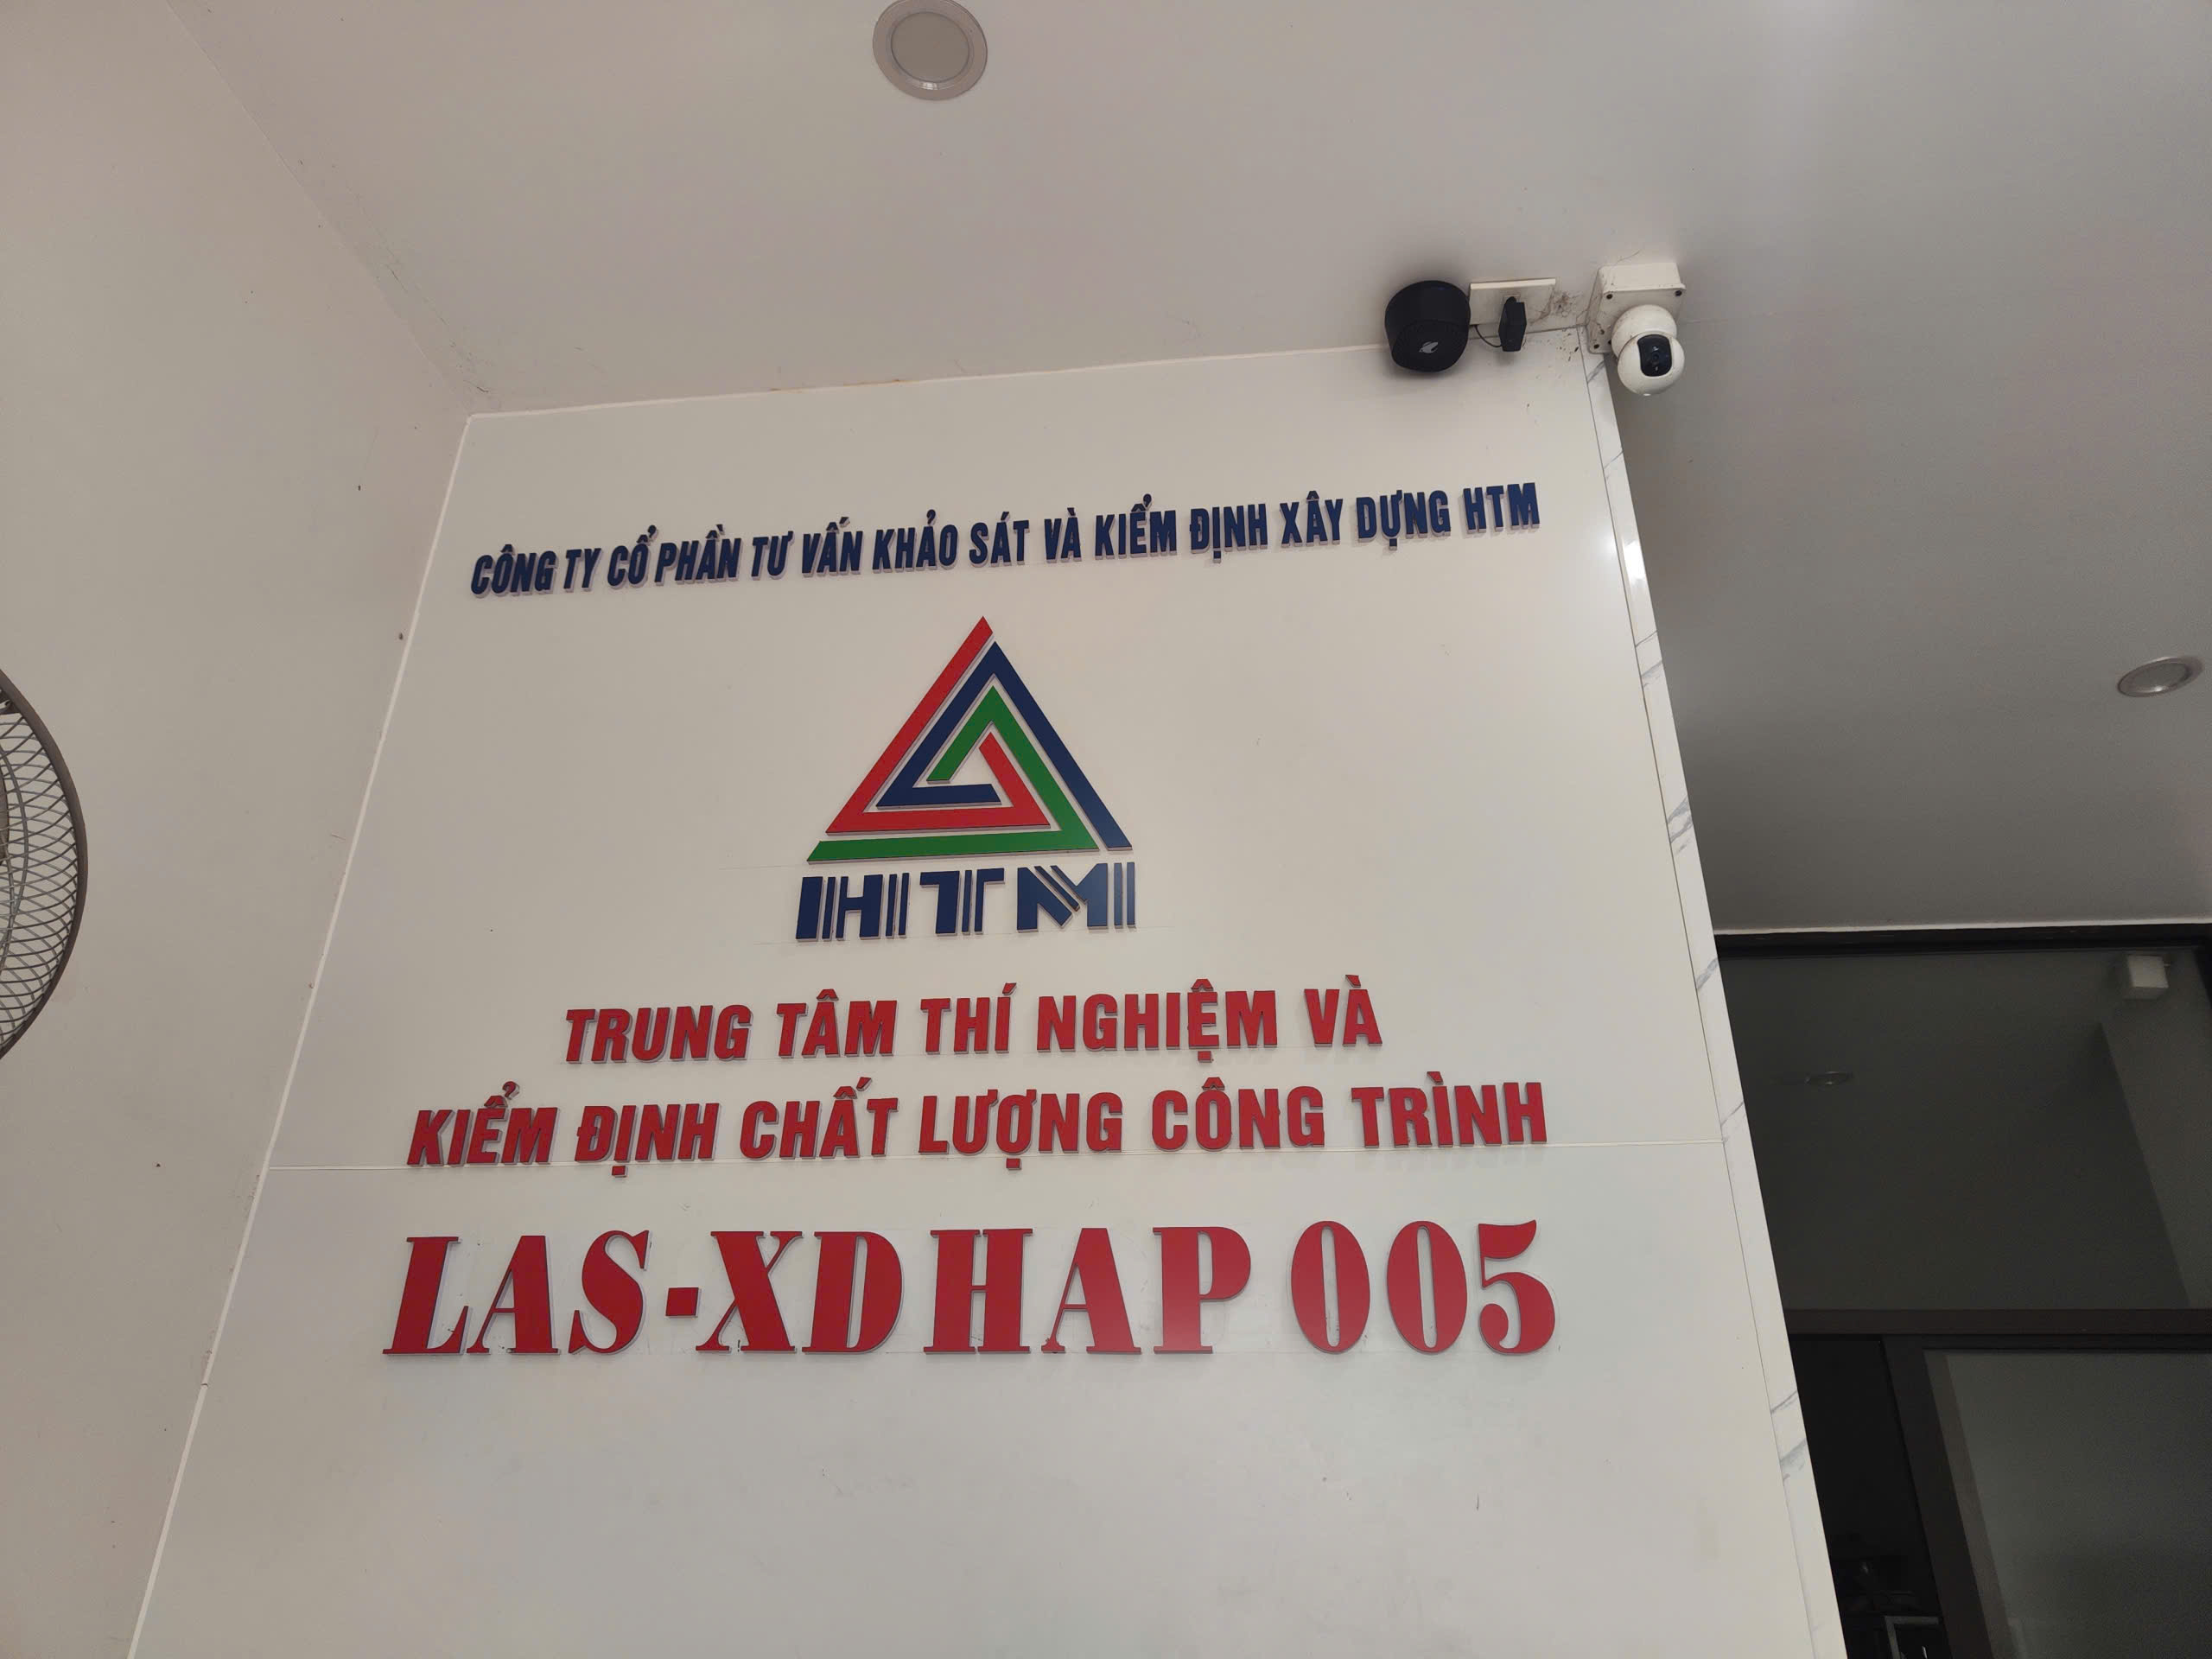 CÔNG TY CỔ PHẦN TƯ VẤN KHẢO SÁT VÀ KIỂM ĐỊNH XÂY DỰNG HTM
HTM
TRUNG TÂM THÍ NGHIỆM VÀ
KIỂM ĐỊNH CHẤT LƯỢNG CÔNG TRÌNH
LAS-XD HAP 005